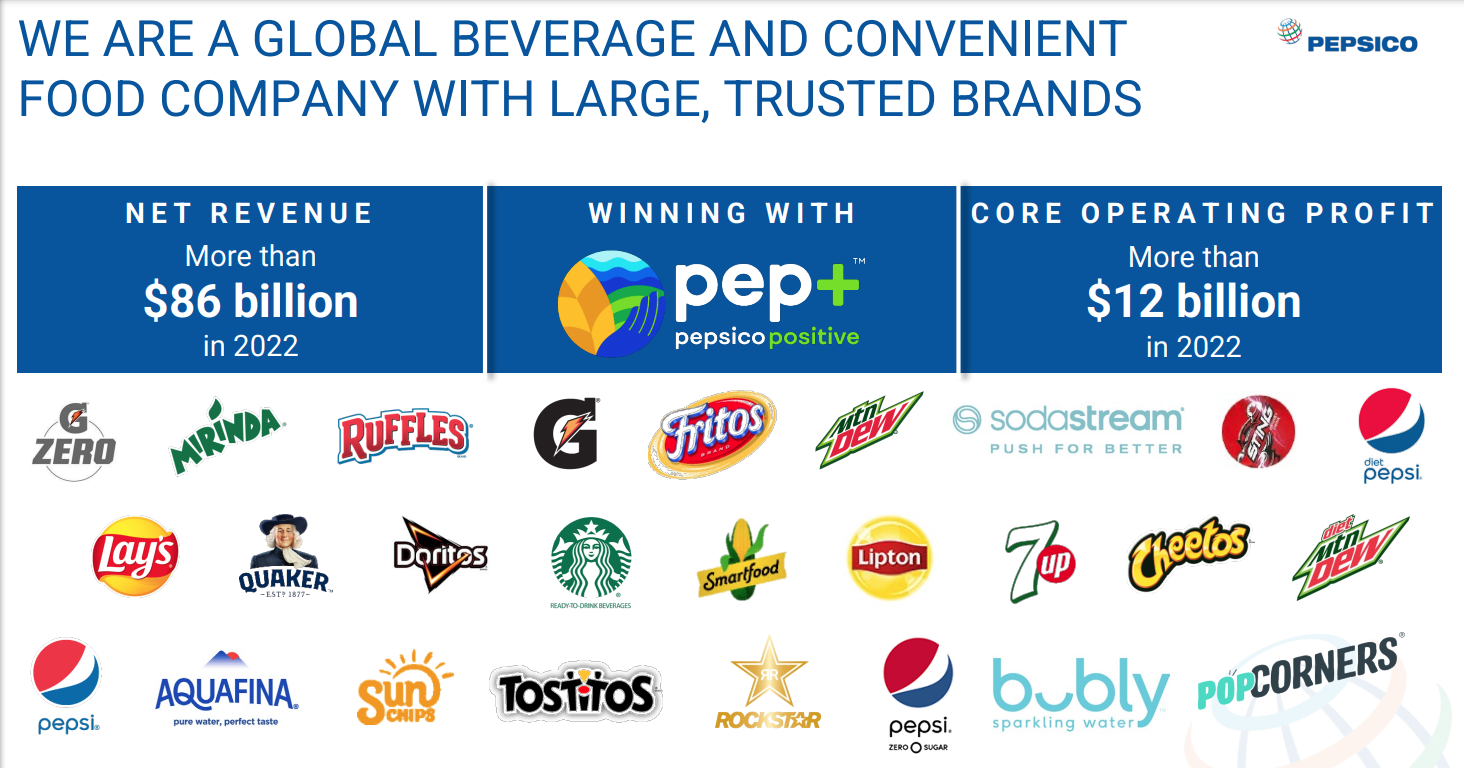 WE ARE A GLOBAL BEVERAGE AND CONVENIENT
FOOD COMPANY WITH LARGE, TRUSTED BRANDS
PEPSICO
NET REVENUE
More than
$86 billion
in 2022
WINNING WITH
pep+™
pepsico positive
CORE OPERATING PROFIT
More than
$12 billion
in 2022
G
ZERO
MIRINDA
RUFFLES
G
Fritos
BRAND
Mtn
DEW
sodastream
PUSH FOR BETTER
STING
diet
pepsi
Lay's
QUAKER
EST? 1877
Doritos
READY-TO-DRINK BEVERAGES
Smartfood
Lipton
7up
Cheetos
diet
Mtn
DEW
pepsi®
AQUAFINA®
pure water, perfect taste
Sun
CHIPS
TOSTITOS
RR
ROCKSTAR
pepsi
ZERO SUGAR
bubly
sparkling water
POPCORNERS®